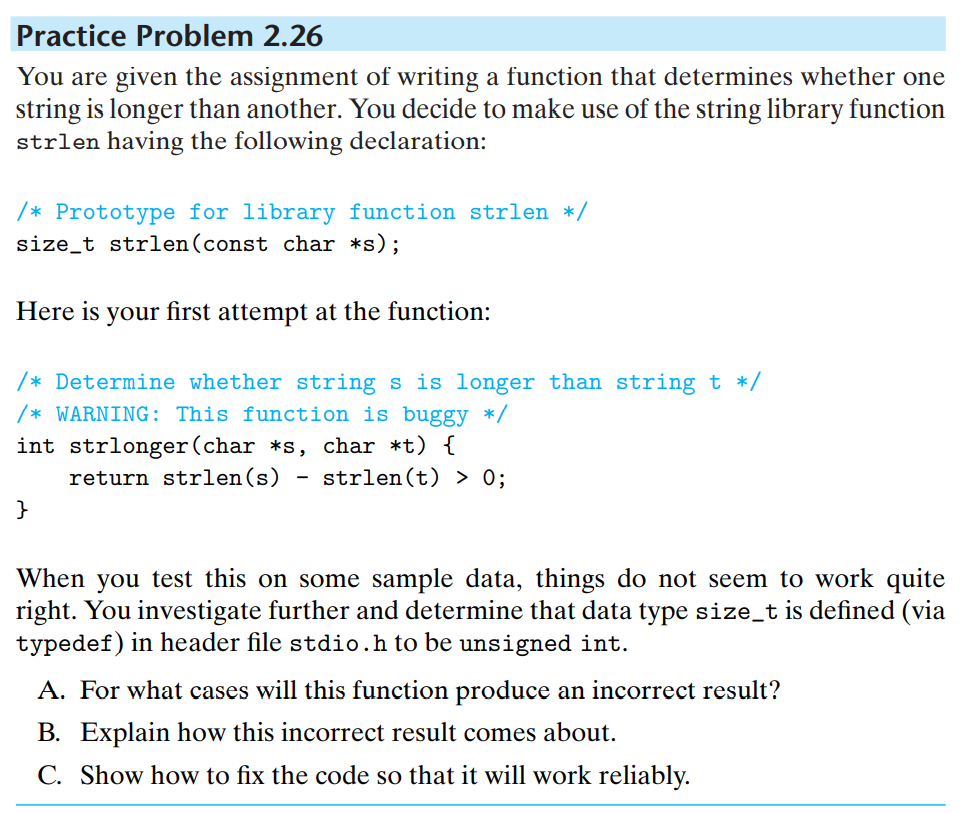 Practice Problem 2.26
You are given the assignment of writing a function that determines whether one
string is longer than another. You decide to make use of the string library function
strlen having the following declaration:
/* Prototype for library function strlen */
size_t strlen(const char *s);
Here is your first attempt at the function:
/* Determine whether string s is longer than string t */
/* WARNING: This function is buggy */
int strlonger(char *s, char *t) {
    return strlen(s) - strlen(t) > 0;
}
When you test this on some sample data, things do not seem to work quite
right. You investigate further and determine that data type size_t is defined (via
typedef) in header file stdio.h to be unsigned int.
A. For what cases will this function produce an incorrect result?
B. Explain how this incorrect result comes about.
C. Show how to fix the code so that it will work reliably.